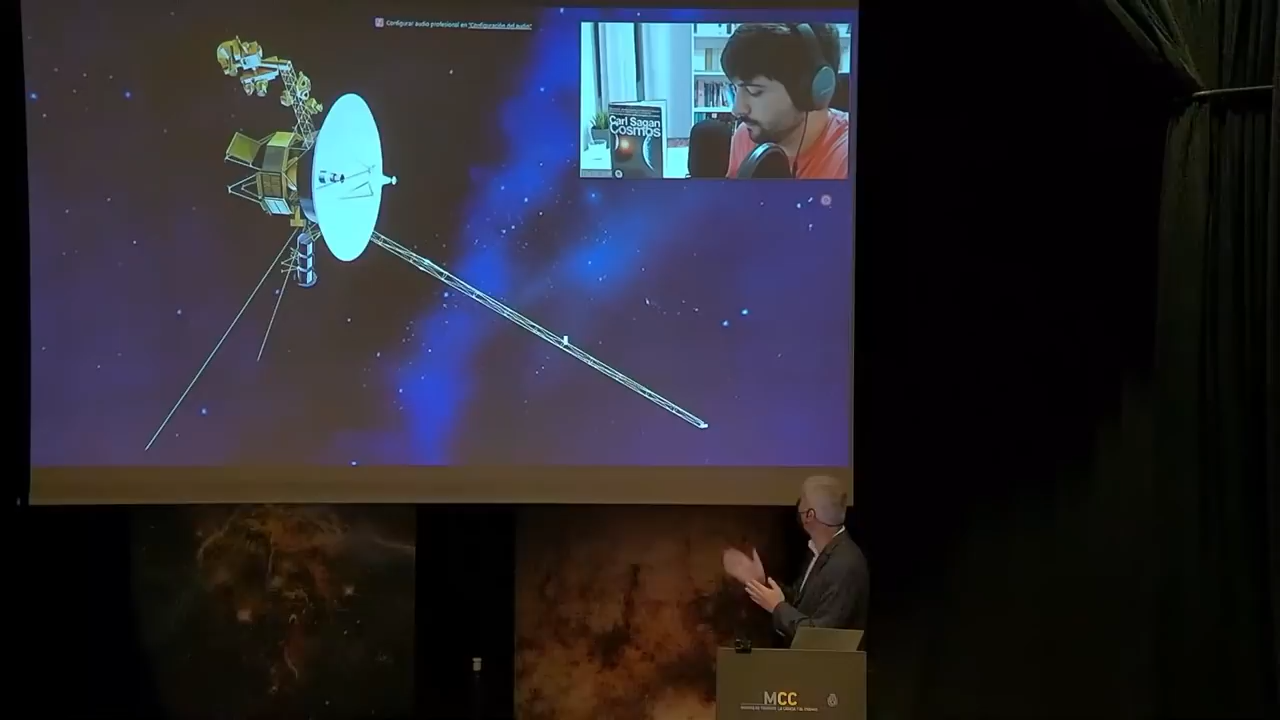 Configurar audio profesional en "Configuración del audio"
Carl Sagan
Cosmos
MCC